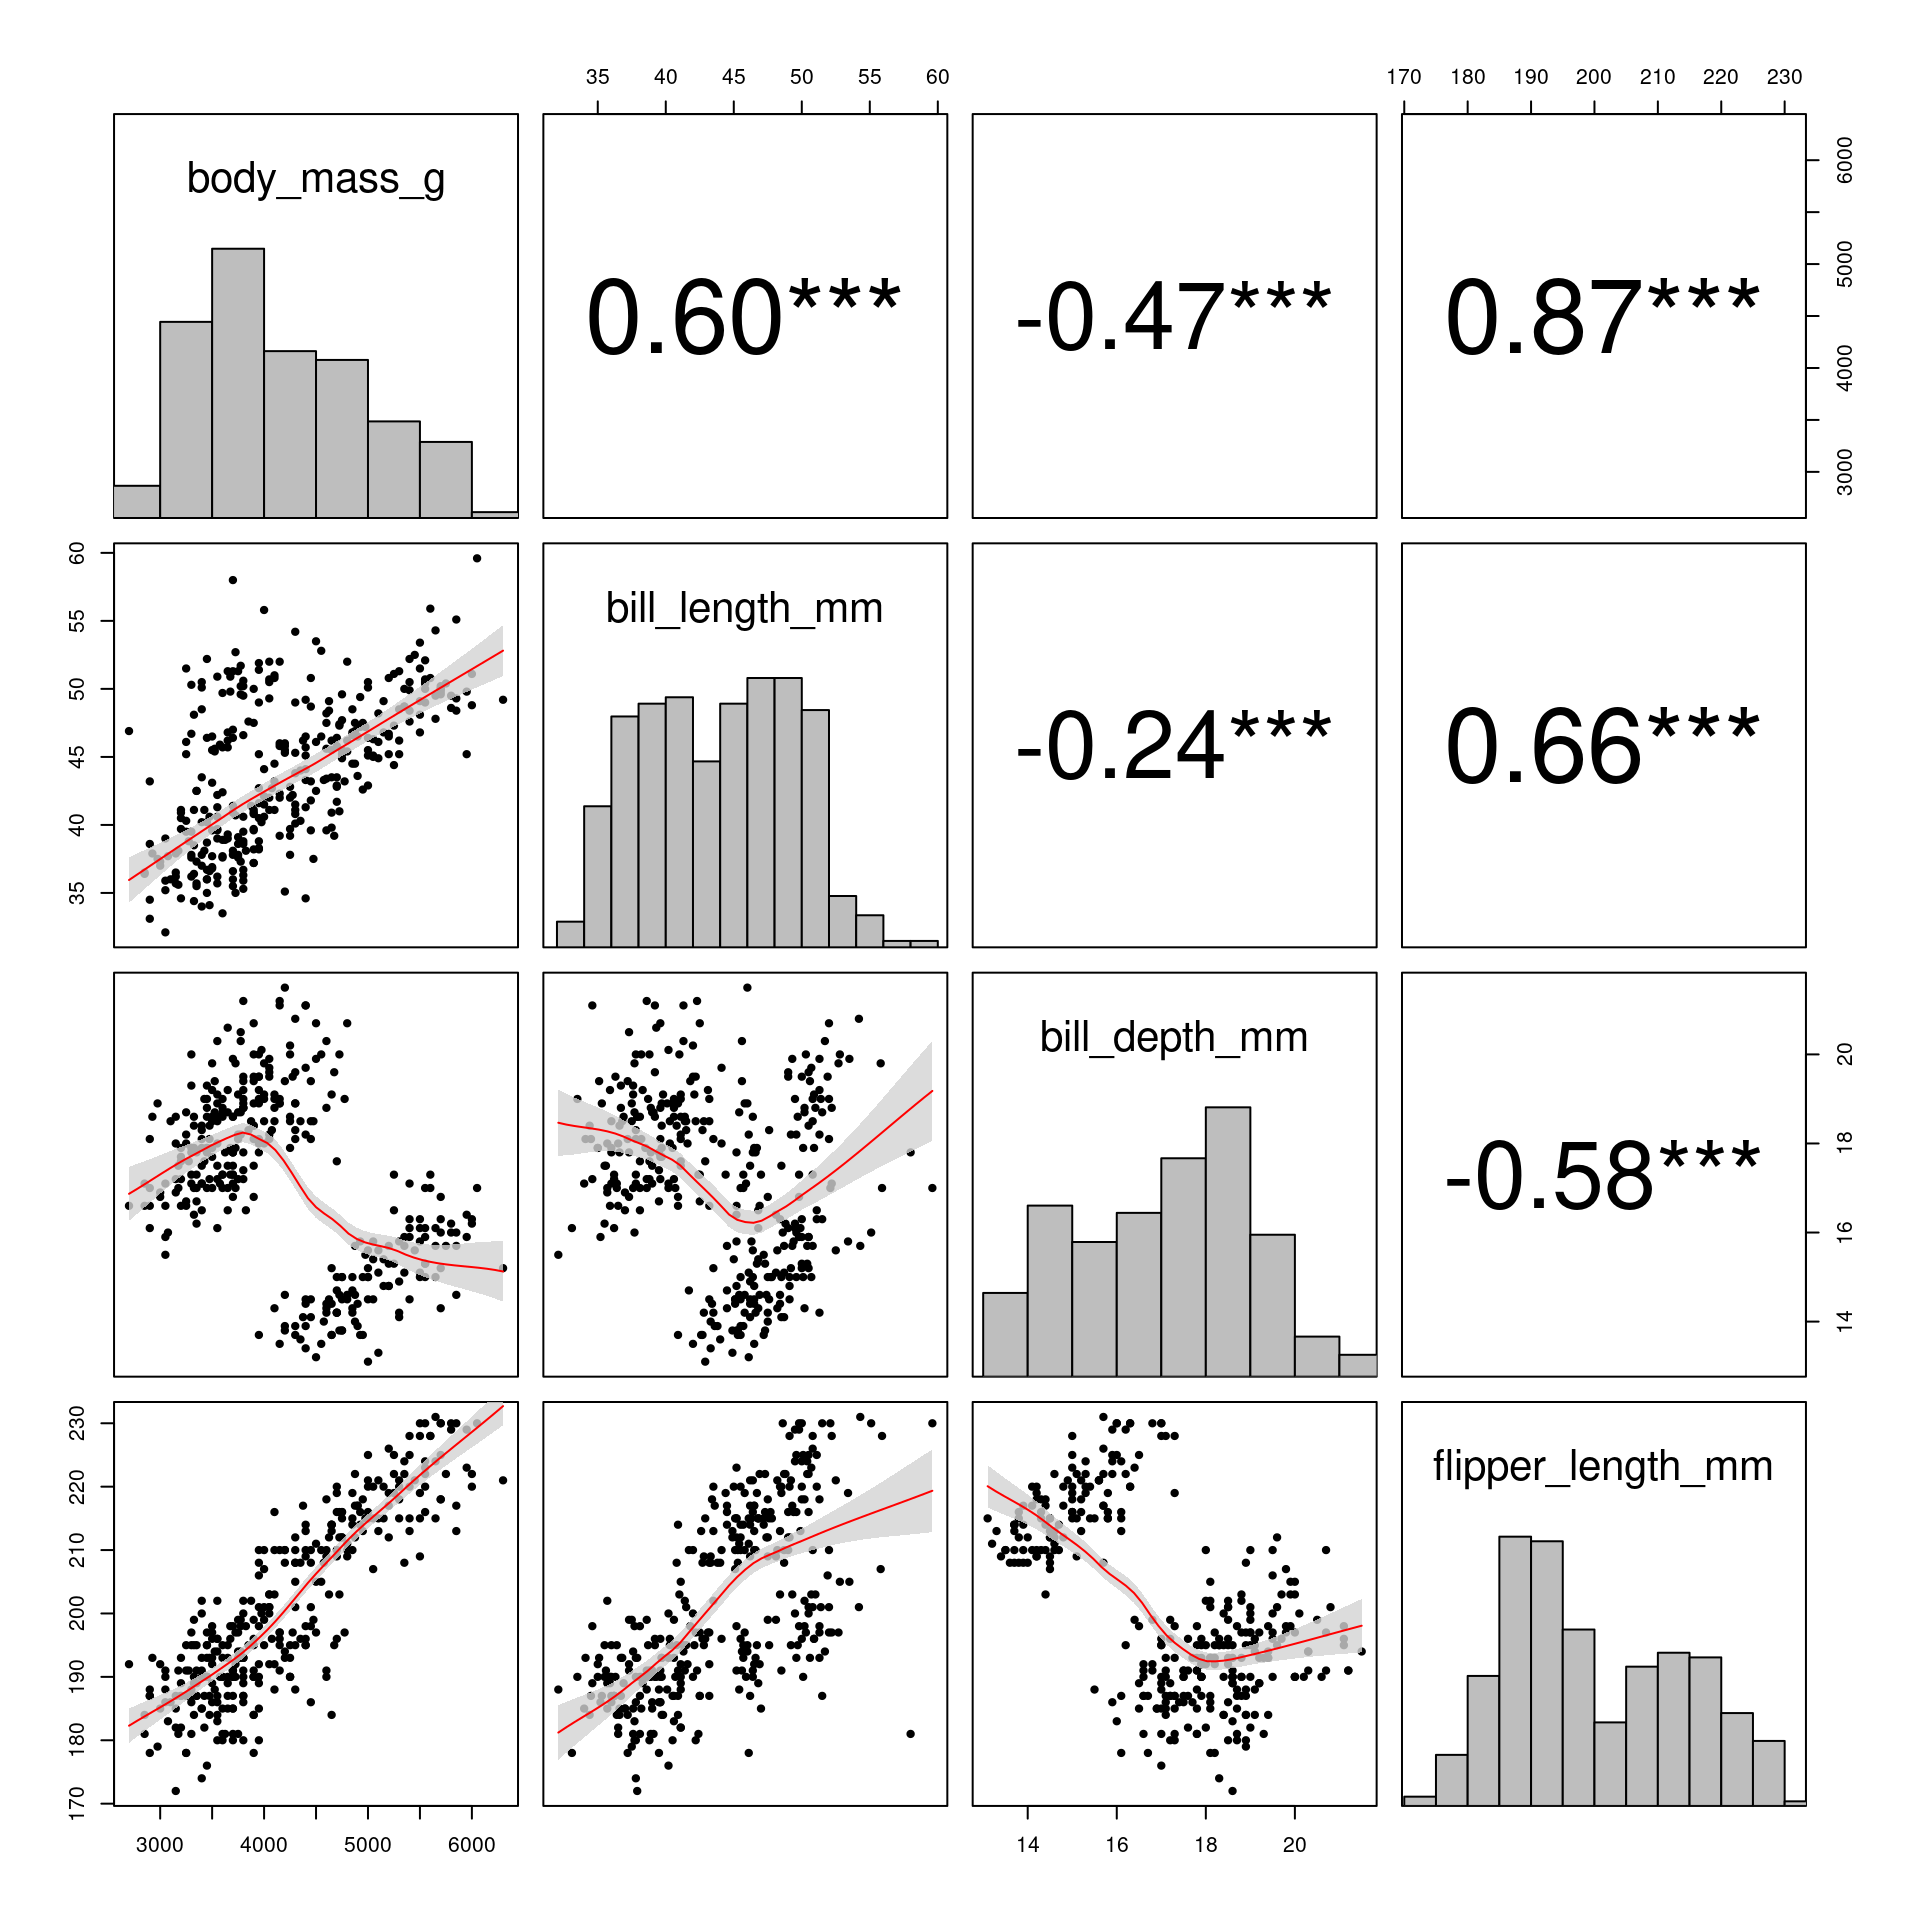 35 40 45 50 55 60
170 180 190 200 210 220 230
body_mass_g
0.60***
-0.47***
0.87***
3000 4000 5000 6000
35 40 45 50 55 60
bill_length_mm
-0.24***
0.66***
bill_depth_mm
-0.58***
14 16 18 20
170 180 190 200 210 220 230
flipper_length_mm
3000 4000 5000 6000
14 16 18 20